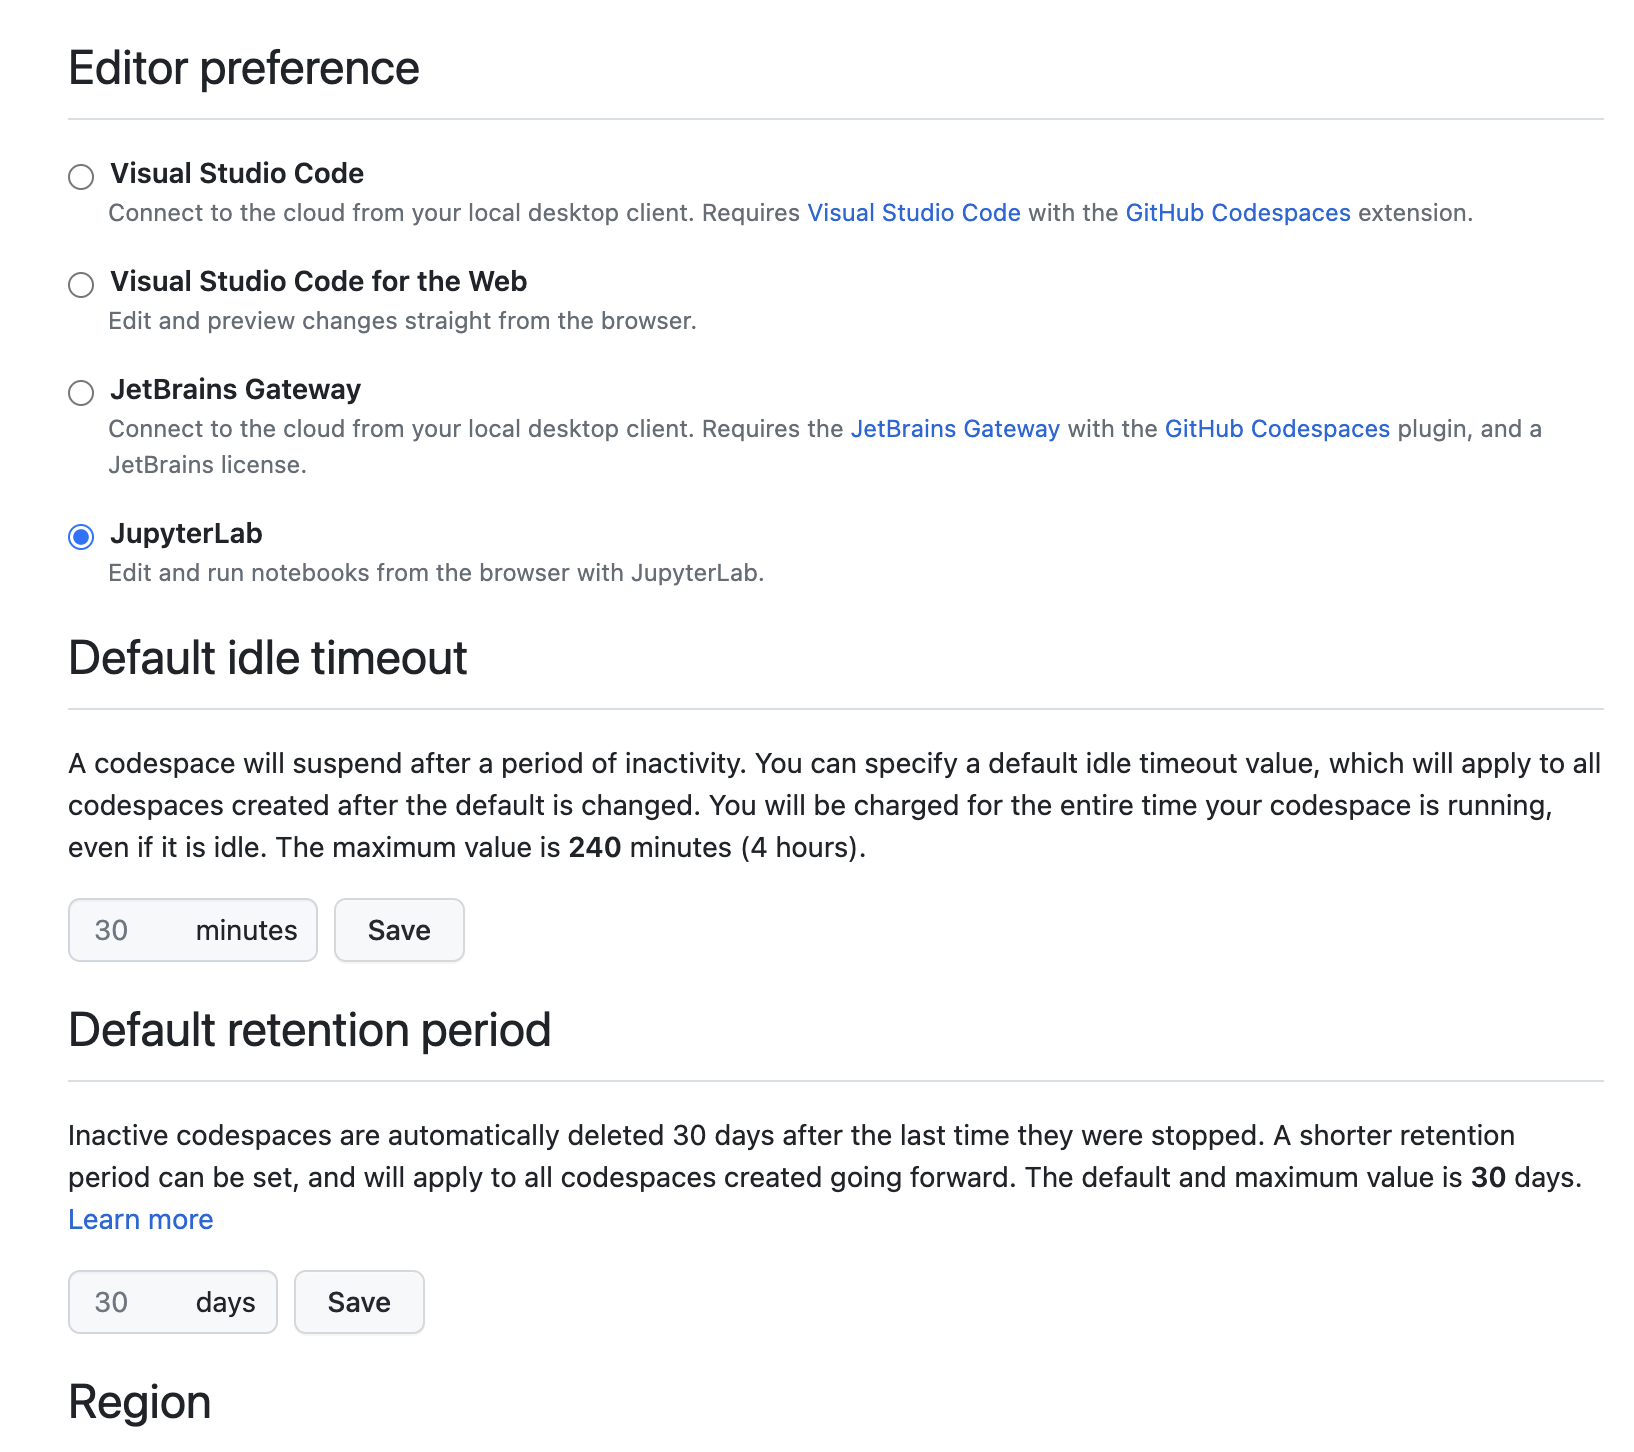 Editor preference
Visual Studio Code
Connect to the cloud from your local desktop client. Requires Visual Studio Code with the GitHub Codespaces extension.
Visual Studio Code for the Web
Edit and preview changes straight from the browser.
JetBrains Gateway
Connect to the cloud from your local desktop client. Requires the JetBrains Gateway with the GitHub Codespaces plugin, and a
JetBrains license.
JupyterLab
Edit and run notebooks from the browser with JupyterLab.
Default idle timeout
A codespace will suspend after a period of inactivity. You can specify a default idle timeout value, which will apply to all
codespaces created after the default is changed. You will be charged for the entire time your codespace is running,
even if it is idle. The maximum value is 240 minutes (4 hours).
30 minutes Save
Default retention period
Inactive codespaces are automatically deleted 30 days after the last time they were stopped. A shorter retention
period can be set, and will apply to all codespaces created going forward. The default and maximum value is 30 days.
Learn more
30 days Save
Region